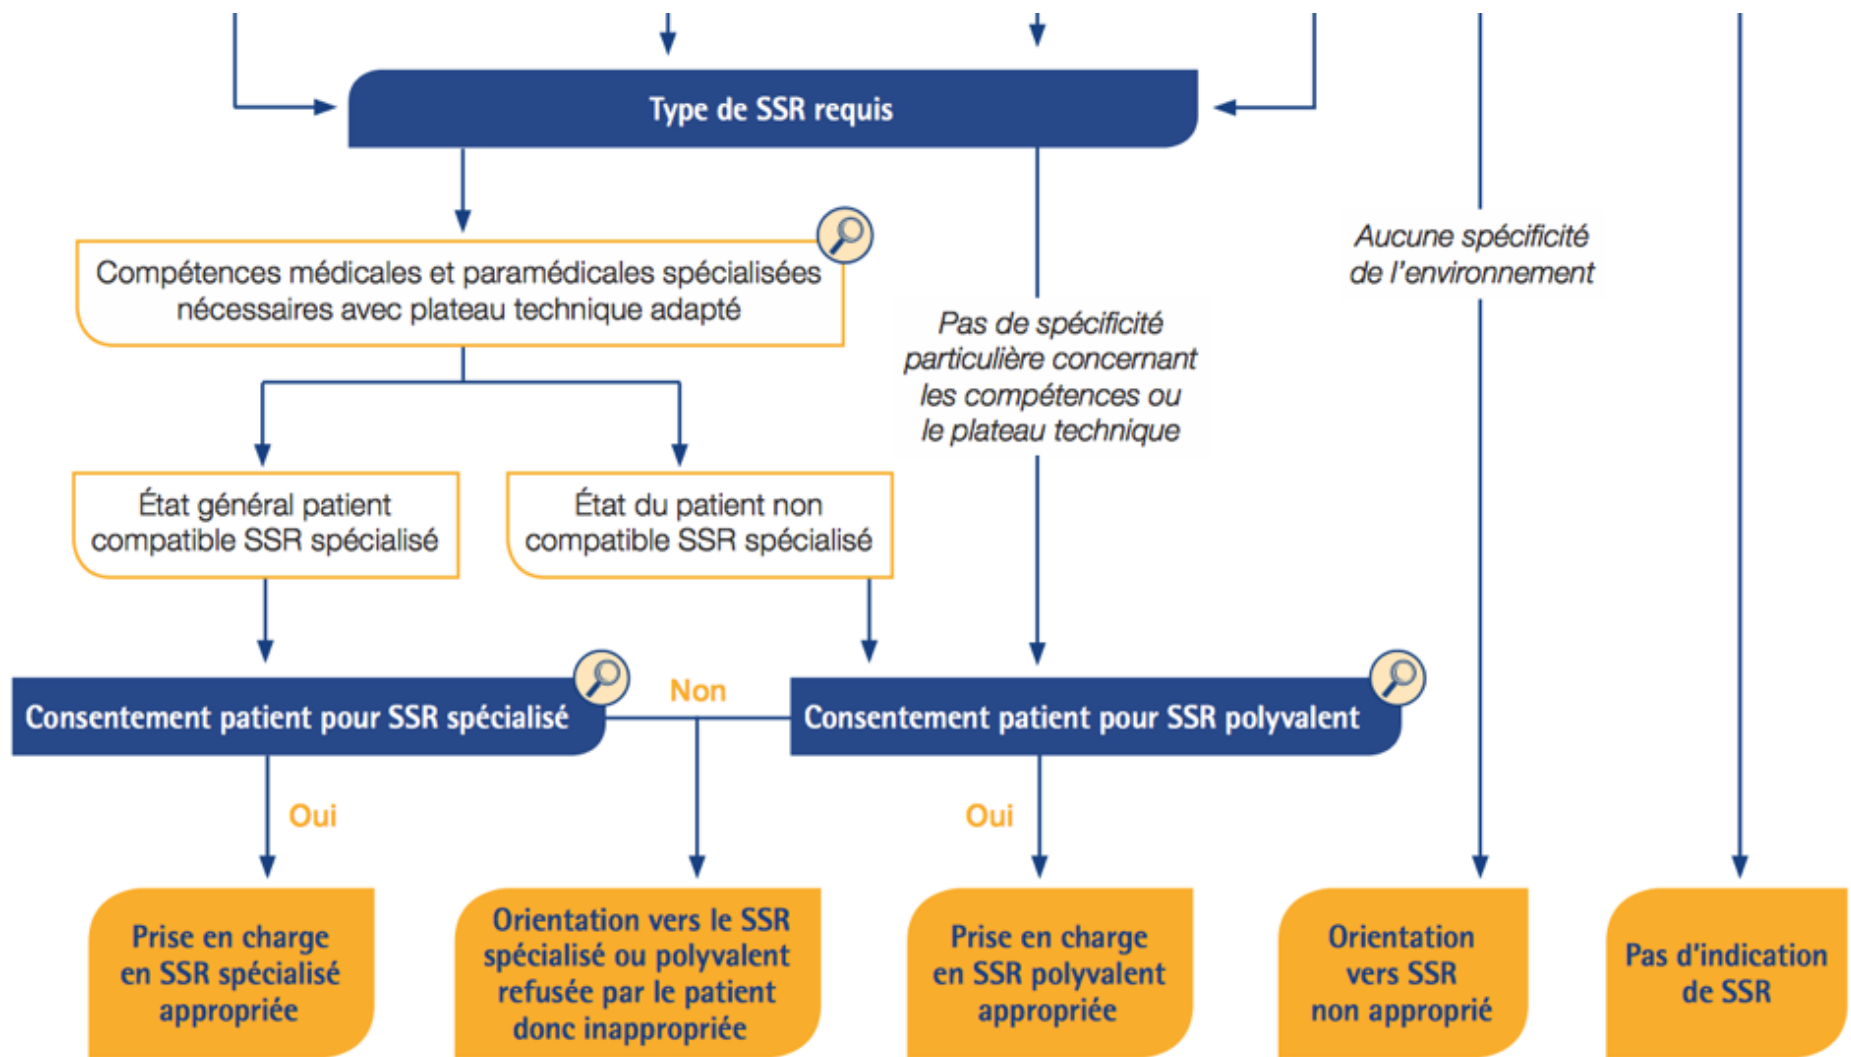 Type de SSR requis
Compétences médicales et paramédicales spécialisées
nécessaires avec plateau technique adapté
Aucune spécificité
de l'environnement
Pas de spécificité
particulière concernant
les compétences ou
le plateau technique
État général patient
compatible SSR spécialisé
État du patient non
compatible SSR spécialisé
Consentement patient pour SSR spécialisé
Non
Consentement patient pour SSR polyvalent
Oui
Oui
Prise en charge
en SSR spécialisé
appropriée
Orientation vers le SSR
spécialisé ou polyvalent
refusée par le patient
donc inappropriée
Prise en charge
en SSR polyvalent
appropriée
Orientation
vers SSR
non approprié
Pas d'indication
de SSR